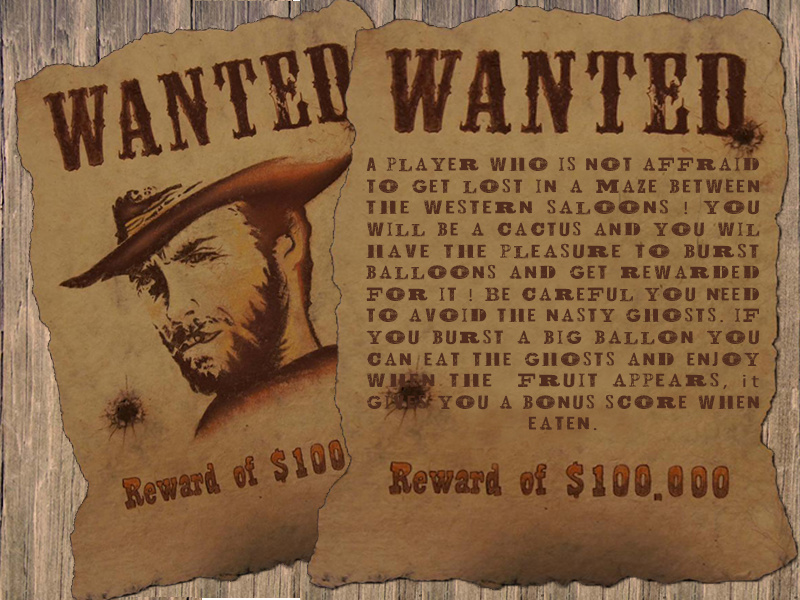 WANTED
Reward of $100
WANTED
A PLAYER WHO IS NOT AFFRAID
TO GET LOST IN A MAZE BETWEEN
THE WESTERN SALOONS ! YOU
WILL BE A CACTUS AND YOU WIL
HAVE THE PLEASURE TO BURST
BALLOONS AND GET REWARDED
FOR IT ! BE CAREFUL YOU NEED
TO AVOID THE NASTY GHOSTS. IF
YOU BURST A BIG BALLON YOU
CAN EAT THE GHOSTS AND ENJOY
WHEN THE FRUIT APPEARS, it
GIVES YOU A BONUS SCORE WHEN
EATEN.
Reward of $100.000